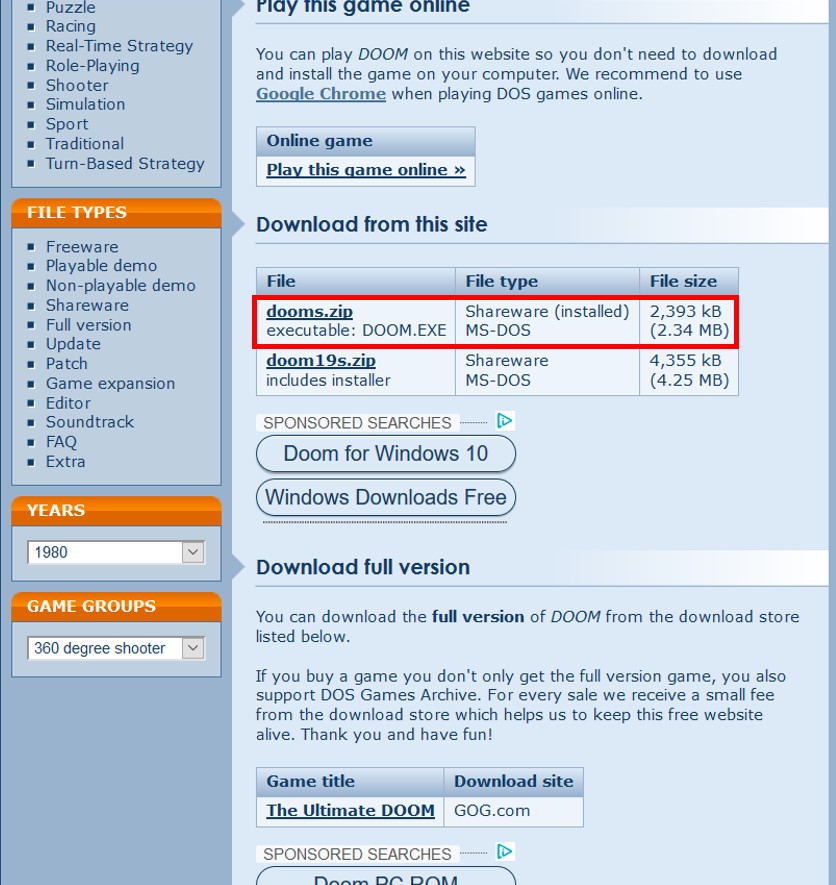 Puzzle
Racing
Real-Time Strategy
Role-Playing
Shooter
Simulation
Sport
Traditional
Turn-Based Strategy
FILE TYPES
Freeware
Playable demo
Non-playable demo
Shareware
Full version
Update
Patch
Game expansion
Editor
Soundtrack
FAQ
Extra
YEARS
1980
GAME GROUPS
360 degree shooter
Play this game online
You can play DOOM on this website so you don't need to download
and install the game on your computer. We recommend to use
Google Chrome when playing DOS games online.
Online game
Play this game online »
Download from this site
File File type File size
dooms.zip Shareware (installed) 2,393 kB
executable: DOOM.EXE MS-DOS (2.34 MB)
doom19s.zip Shareware 4,355 kB
includes installer MS-DOS (4.25 MB)
SPONSORED SEARCHES
Doom for Windows 10
Windows Downloads Free
Download full version
You can download the full version of DOOM from the download store
listed below.
If you buy a game you don't only get the full version game, you also
support DOS Games Archive. For every sale we receive a small fee
from the download store which helps us to keep this free website
alive. Thank you and have fun!
Game title Download site
The Ultimate DOOM GOG.com
SPONSORED SEARCHES
Doom PC ROM